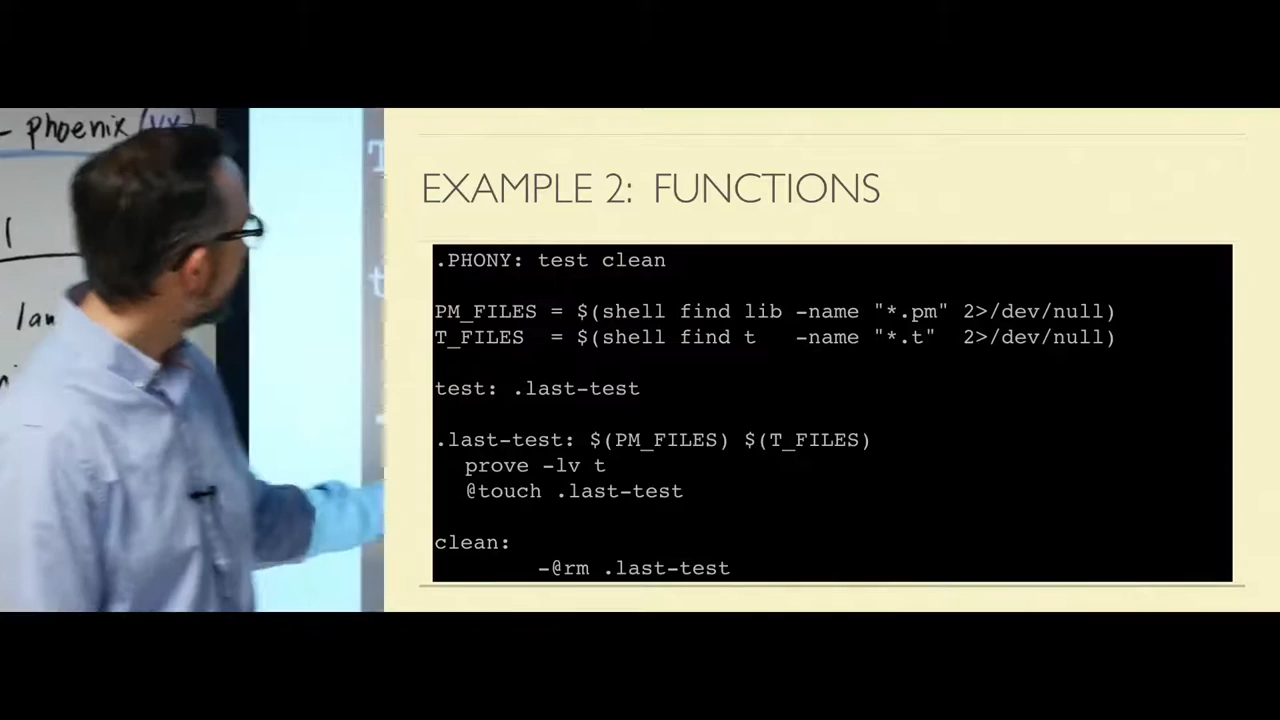 - phoenix
lan
EXAMPLE 2: FUNCTIONS
.PHONY: test clean
PM_FILES = $(shell find lib -name "*.pm" 2>/dev/null)
T_FILES  = $(shell find t   -name "*.t"  2>/dev/null)
test: .last-test
.last-test: $(PM_FILES) $(T_FILES)
prove -lv t
@touch .last-test
clean:
-@rm .last-test